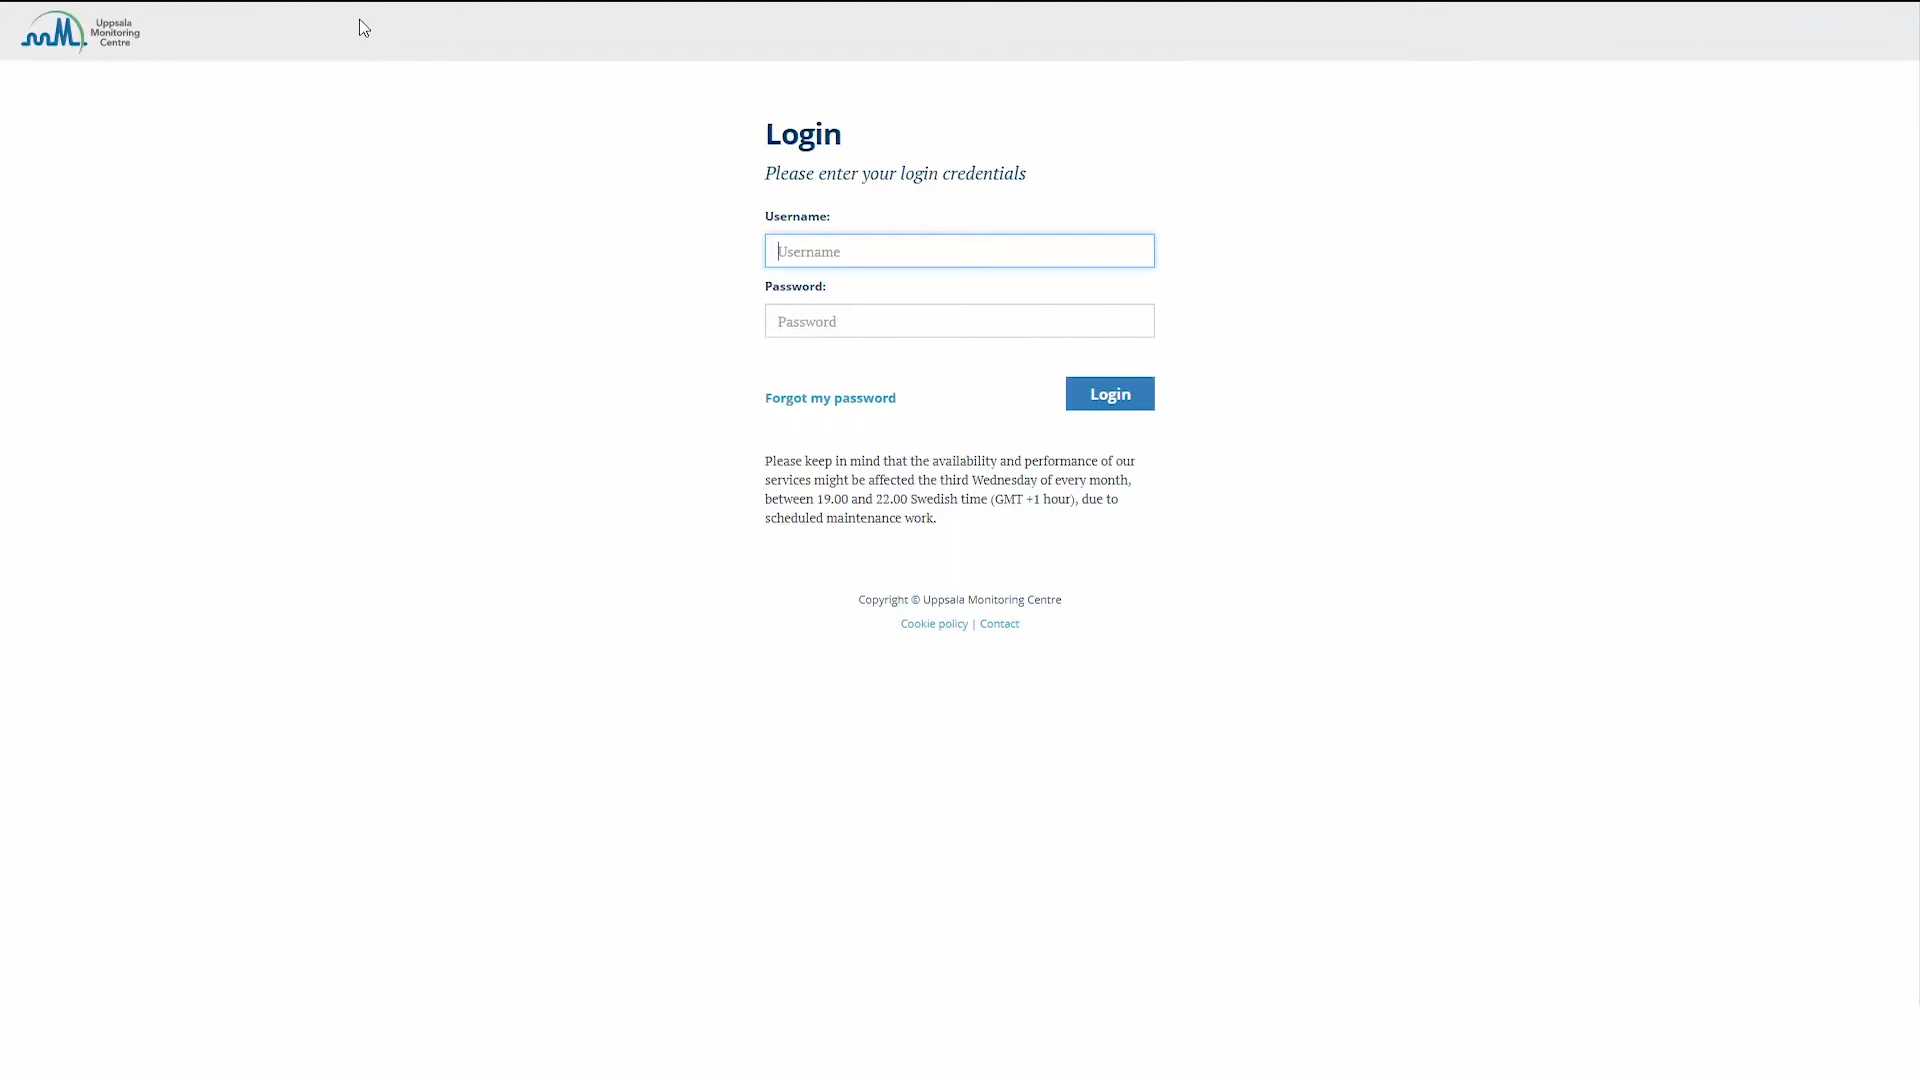 Uppsala
Monitoring
Centre
Login
Please enter your login credentials
Username:
Username
Password:
Password
Forgot my password
Login
Please keep in mind that the availability and performance of our
services might be affected the third Wednesday of every month,
between 19.00 and 22.00 Swedish time (GMT +1 hour), due to
scheduled maintenance work.
Copyright © Uppsala Monitoring Centre
Cookie policy | Contact